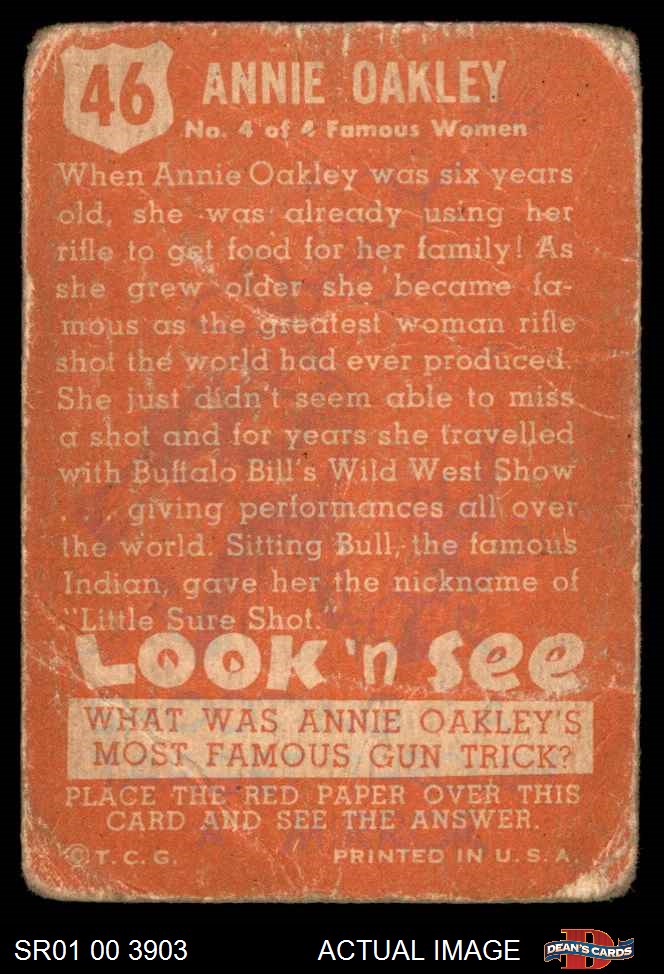 46
ANNIE OAKLEY
No. 4 of 4 Famous Women
When Annie Oakley was six years
old, she was already using her
rifle to get food for her family! As
she grew older she became fa-
mous as the greatest woman rifle
shot the world had ever produced.
She just didn't seem able to miss
a shot and for years she travelled
with Buffalo Bill's Wild West Show
. . . giving performances all over
the world. Sitting Bull, the famous
Indian, gave her the nickname of
"Little Sure Shot."
LOOK 'n SEE
WHAT WAS ANNIE OAKLEY'S
MOST FAMOUS GUN TRICK?
PLACE THE RED PAPER OVER THIS
CARD AND SEE THE ANSWER.
© T.C.G. PRINTED IN U.S.A.
SR01 00 3903 ACTUAL IMAGE DEAN'S CARDS